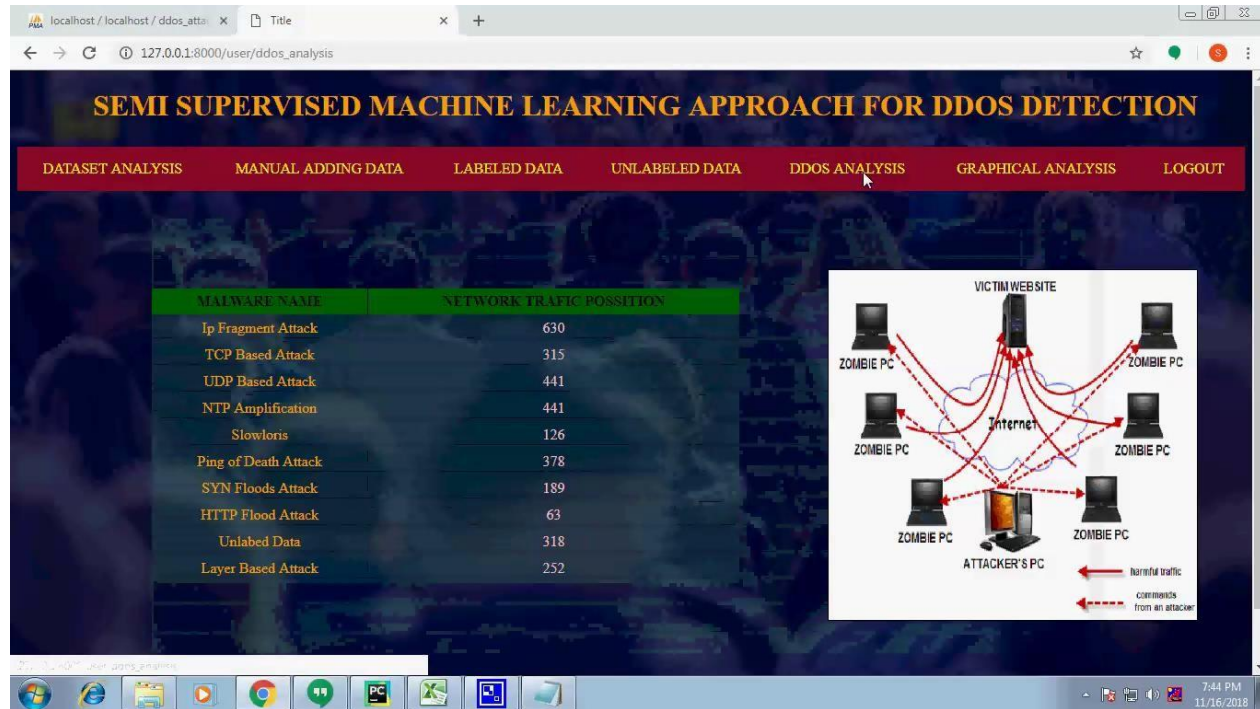 localhost / localhost / ddos_atta
Title
127.0.0.1:8000/user/ddos_analysis
S
SEMI SUPERVISED MACHINE LEARNING APPROACH FOR DDOS DETECTION
DATASET ANALYSIS MANUAL ADDING DATA LABELED DATA UNLABELED DATA DDOS ANALYSIS GRAPHICAL ANALYSIS LOGOUT
MALWARE NAME NETWORK TRAFIC POSSITION
Ip Fragment Attack 630
TCP Based Attack 315
UDP Based Attack 441
NTP Amplification 441
Slowloris 126
Ping of Death Attack 378
SYN Floods Attack 189
HTTP Flood Attack 63
Unlabed Data 318
Layer Based Attack 252
VICTIM WEBSITE
ZOMBIE PC
ZOMBIE PC
Internet
ZOMBIE PC
ZOMBIE PC
ZOMBIE PC
ZOMBIE PC
ATTACKER'S PC
harmful traffic
commands
from an attacker
PC
7:44 PM
11/16/2018